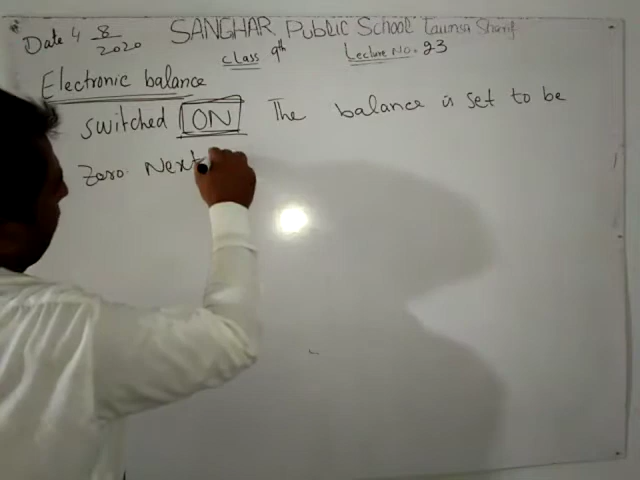 Date 4 8/2020 SANGHAR Public School Taunsa Sharif
Class 9th Lecture No. 23
Electronic balance
switched ON The balance is set to be
Zero. Next